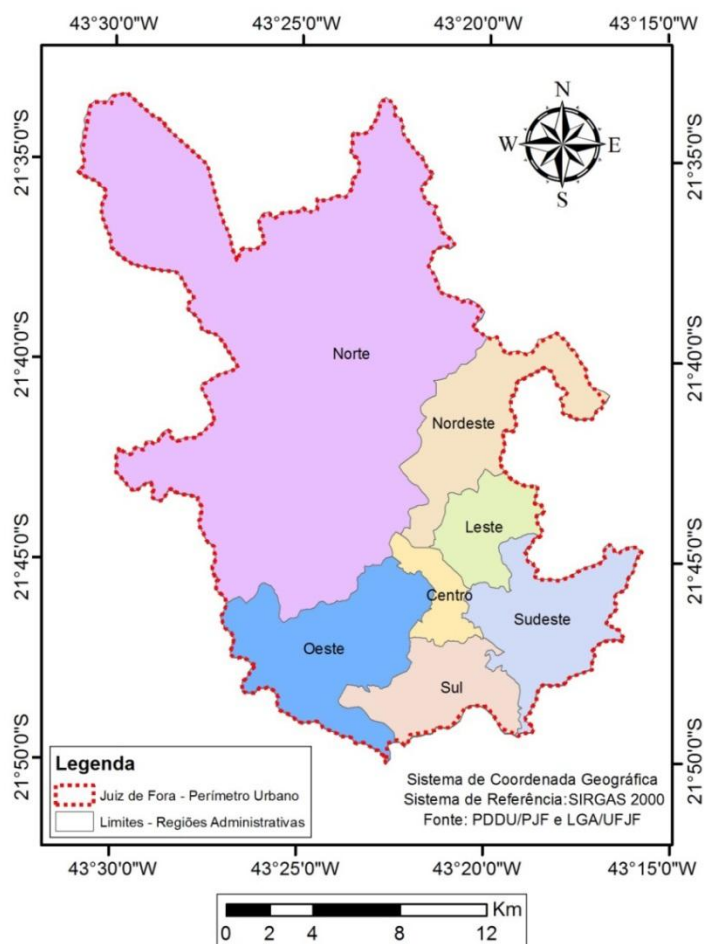 43°30'0"W
43°25'0"W
43°20'0"W
43°15'0"W
21°35'0"S
21°35'0"S
N
W
E
S
Norte
21°40'0"S
21°40'0"S
Nordeste
Leste
21°45'0"S
21°45'0"S
Centro
Sudeste
Oeste
Sul
21°50'0"S
21°50'0"S
Legenda
Juiz de Fora - Perímetro Urbano
Limites - Regiões Administrativas
Sistema de Coordenada Geográfica
Sistema de Referência:SIRGAS 2000
Fonte: PDDU/PJF e LGA/UFJF
43°30'0"W
43°25'0"W
43°20'0"W
43°15'0"W
Km
0 2 4 8 12